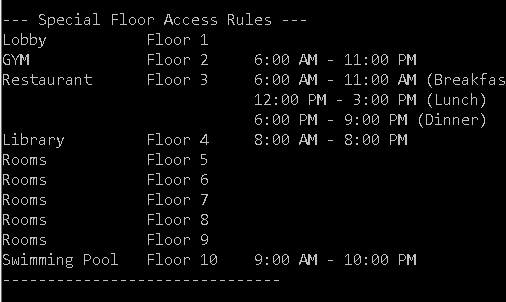 --- Special Floor Access Rules ---
Lobby Floor 1
GYM Floor 2 6:00 AM - 11:00 PM
Restaurant Floor 3 6:00 AM - 11:00 AM (Breakfas
12:00 PM - 3:00 PM (Lunch)
6:00 PM - 9:00 PM (Dinner)
Library Floor 4 8:00 AM - 8:00 PM
Rooms Floor 5
Rooms Floor 6
Rooms Floor 7
Rooms Floor 8
Rooms Floor 9
Swimming Pool Floor 10 9:00 AM - 10:00 PM
-------------------------------